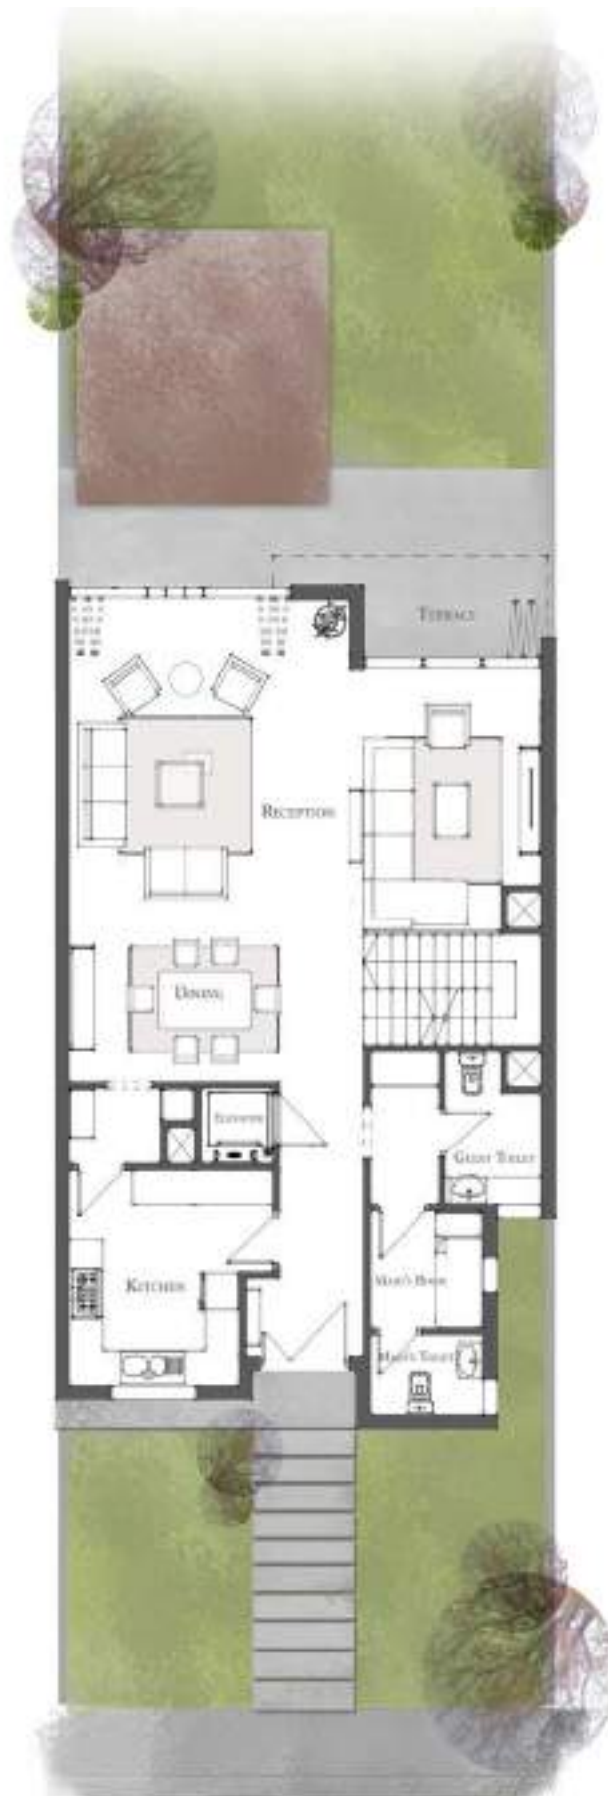 TERRACE
RECEPTION
DINING
ELEVATOR
GUEST TOILET
KITCHEN
MAID'S ROOM
MAID'S TOILET